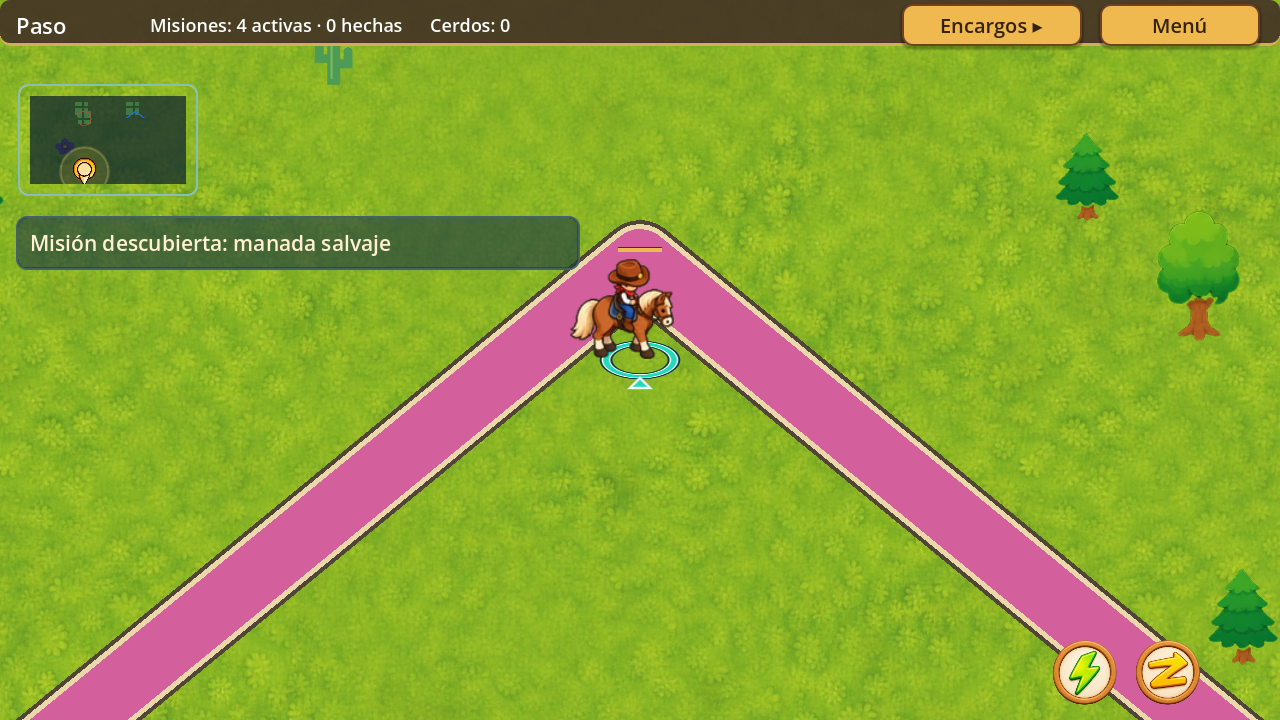 Paso
Misiones: 4 activas · 0 hechas
Cerdos: 0
Encargos ▸
Menú
Misión descubierta: manada salvaje